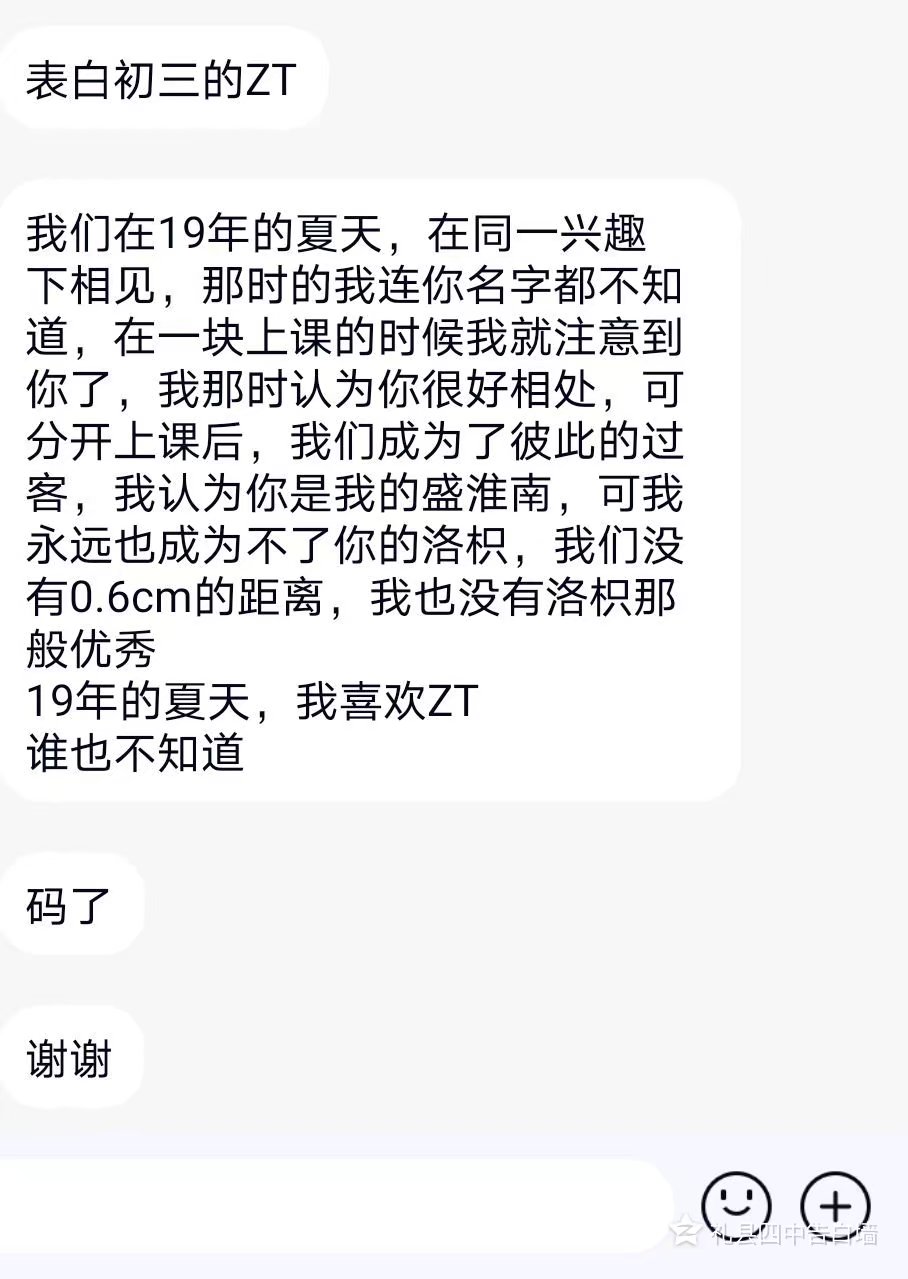 表白初三的ZT
我们在19年的夏天，在同一兴趣
下相见，那时的我连你名字都不知
道，在一块上课的时候我就注意到
你了，我那时认为你很好相处，可
分开上课后，我们成为了彼此的过
客，我认为你是我的盛淮南，可我
永远也成为不了你的洛枳，我们没
有0.6cm的距离，我也没有洛枳那
般优秀
19年的夏天，我喜欢ZT
谁也不知道
码了
谢谢
礼县四中告白墙